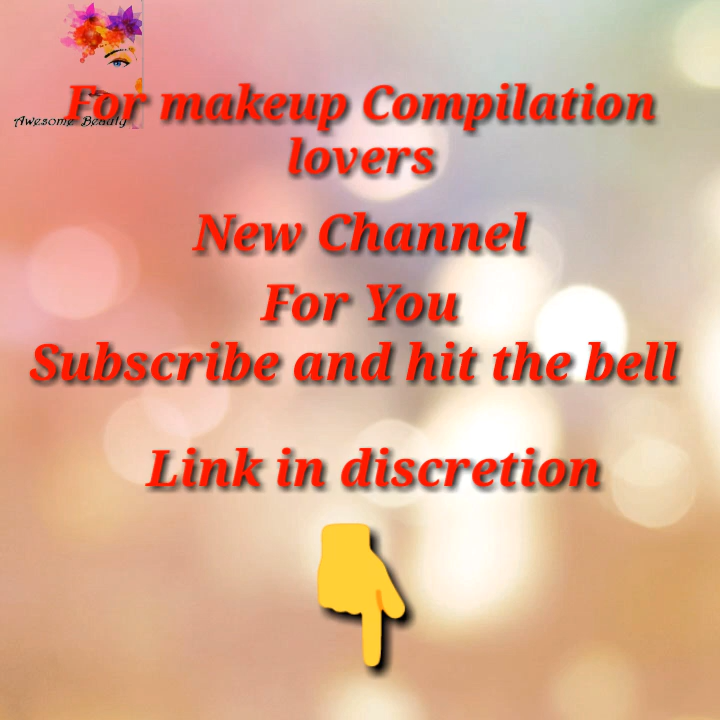 Awesome Beauty
For makeup Compilation
lovers
New Channel
For You
Subscribe and hit the bell
Link in discretion